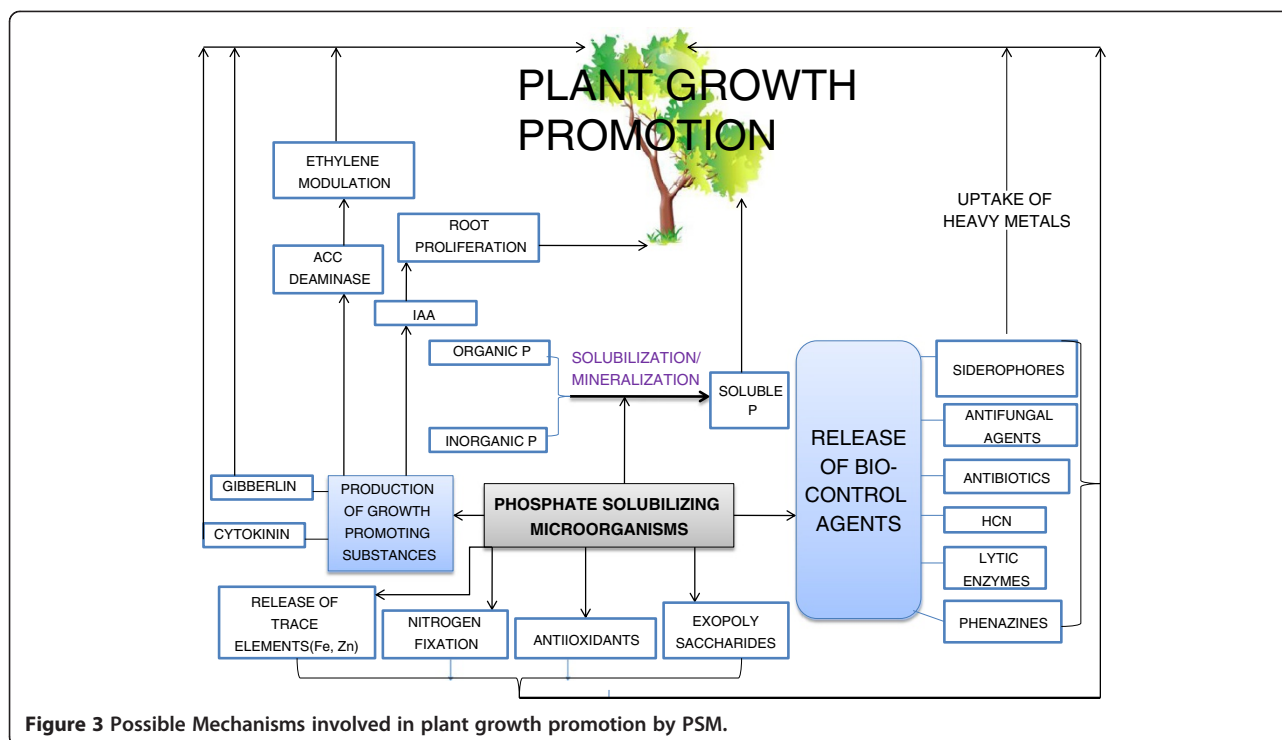 PLANT GROWTH
PROMOTION
ETHYLENE
MODULATION
ROOT
PROLIFERATION
ACC
DEAMINASE
IAA
UPTAKE OF
HEAVY METALS
ORGANIC P
SOLUBILIZATION/
MINERALIZATION
SOLUBLE
P
INORGANIC P
GIBBERLIN
CYTOKININ
PRODUCTION
OF GROWTH
PROMOTING
SUBSTANCES
PHOSPHATE SOLUBILIZING
MICROORGANISMS
RELEASE
OF BIO-
CONTROL
AGENTS
SIDEROPHORES
ANTIFUNGAL
AGENTS
ANTIBIOTICS
HCN
LYTIC
ENZYMES
PHENAZINES
RELEASE OF
TRACE
ELEMENTS(Fe, Zn)
NITROGEN
FIXATION
ANTIIOXIDANTS
EXOPOLY
SACCHARIDES
Figure 3 Possible Mechanisms involved in plant growth promotion by PSM.